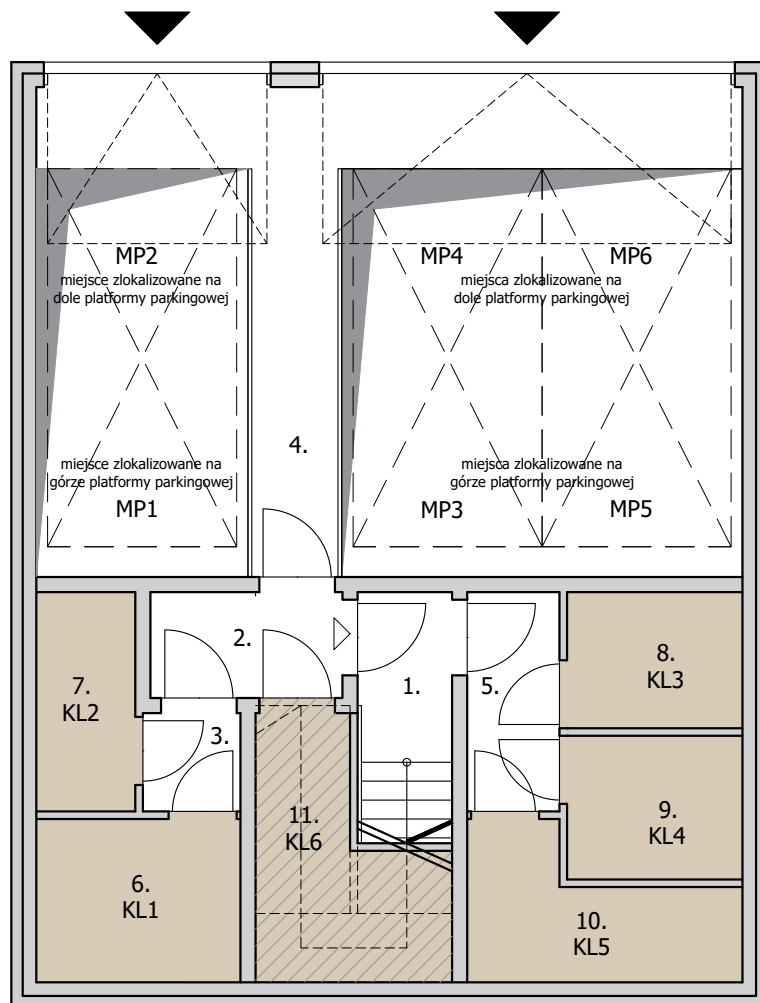 MP2
miejsce zlokalizowane na
dole platformy parkingowej
MP4 MP6
miejsca zlokalizowane na
dole platformy parkingowej
4.
miejsce zlokalizowane na
górze platformy parkingowej
MP1
miejsca zlokalizowane na
górze platformy parkingowej
MP3 MP5
2.
1.
5.
3.
7.
KL2
8.
KL3
11.
KL6
9.
KL4
6.
KL1
10.
KL5